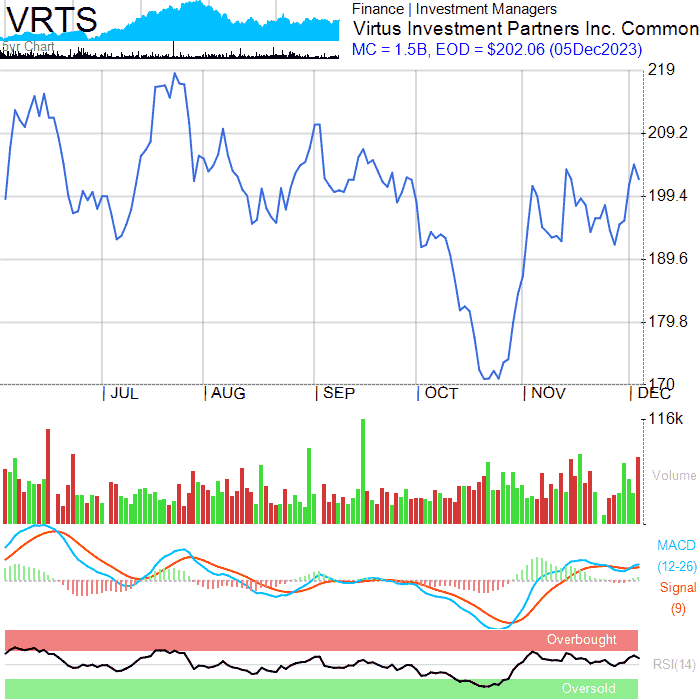 VRTS
5yr Chart
Finance | Investment Managers
Virtus Investment Partners Inc. Common
MC = 1.5B, EOD = $202.06 (05Dec2023)
219
209.2
199.4
189.6
179.8
170
JUL AUG SEP OCT NOV DEC
116k
Volume
MACD
(12-26)
Signal
(9)
Overbought
RSI(14)
Oversold